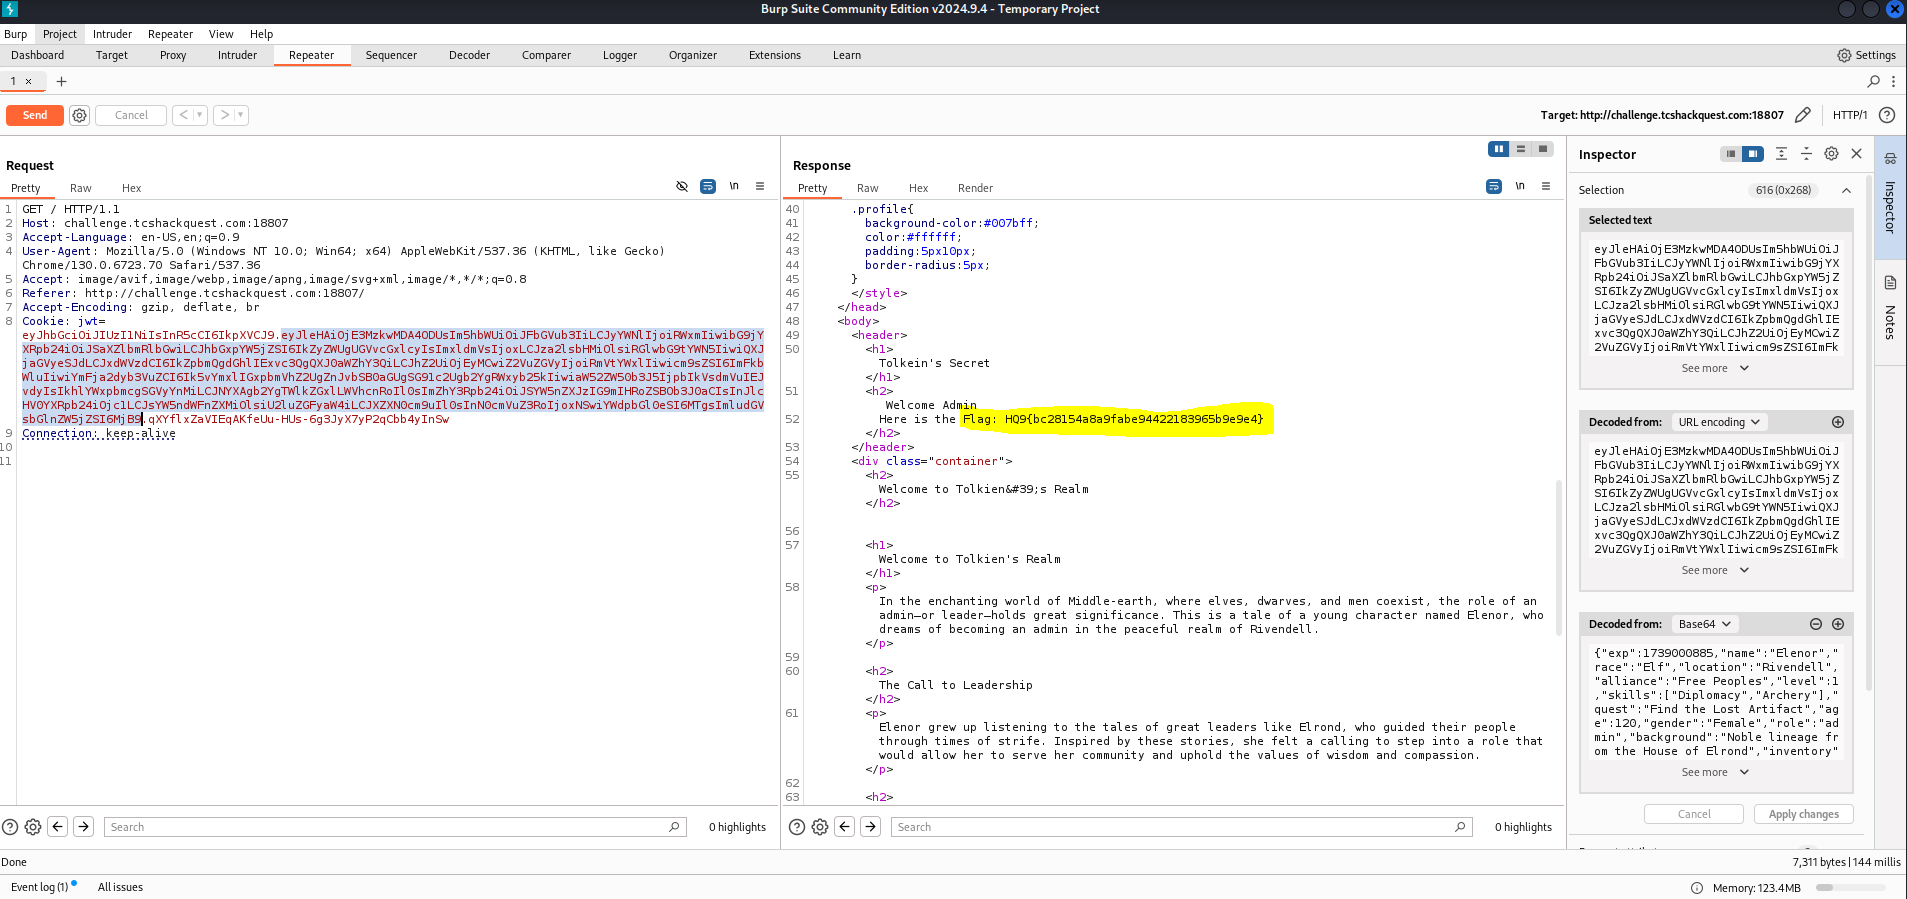 Burp Suite Community Edition v2024.9.4 - Temporary Project
Burp Project Intruder Repeater View Help
Dashboard Target Proxy Intruder Repeater Sequencer Decoder Comparer Logger Organizer Extensions Learn Settings
1 × +
Send Cancel < > Target: http://challenge.tcshackquest.com:18807 HTTP/1
Request
Pretty Raw Hex \n
1 GET / HTTP/1.1
2 Host: challenge.tcshackquest.com:18807
3 Accept-Language: en-US,en;q=0.9
4 User-Agent: Mozilla/5.0 (Windows NT 10.0; Win64; x64) AppleWebKit/537.36 (KHTML, like Gecko)
Chrome/130.0.6723.70 Safari/537.36
5 Accept: image/avif,image/webp,image/apng,image/svg+xml,image/*,*/*;q=0.8
6 Referer: http://challenge.tcshackquest.com:18807/
7 Accept-Encoding: gzip, deflate, br
8 Cookie: jwt=
9 Connection: keep-alive
10
11
0 highlights
Search
Response
Pretty Raw Hex Render \n
40 .profile{
41 background-color:#007bff;
42 color:#ffffff;
43 padding:5px10px;
44 border-radius:5px;
45 }
46 </style>
47 </head>
48 <body>
49 <header>
50 <h1>
Tolkein's Secret
</h1>
51 <h2>
Welcome Admin
52 Here is the Flag: HQ9{bc28154a8a9fabe94422183965b9e9e4}
</h2>
53 </header>
54 <div class="container">
55 <h2>
Welcome to Tolkien&#39;s Realm
</h2>
56
57 <h1>
Welcome to Tolkien's Realm
</h1>
58 <p>
In the enchanting world of Middle-earth, where elves, dwarves, and men coexist, the role of an
admin—or leader—holds great significance. This is a tale of a young character named Elenor, who
dreams of becoming an admin in the peaceful realm of Rivendell.
</p>
59
60 <h2>
The Call to Leadership
</h2>
61 <p>
Elenor grew up listening to the tales of great leaders like Elrond, who guided their people
through times of strife. Inspired by these stories, she felt a calling to step into a role that
would allow her to serve her community and uphold the values of wisdom and compassion.
</p>
62
63 <h2>
Search
0 highlights
Inspector
Selection 616 (0x268)
Selected text
See more
Decoded from: URL encoding
See more
Decoded from: Base64
{"exp":1739000885,"name":"Elenor","
race":"Elf","location":"Rivendell",
"alliance":"Free Peoples","level":1
,"skills":["Diplomacy","Archery"],"
quest":"Find the Lost Artifact","ag
e":120,"gender":"Female","role":"ad
min","background":"Noble lineage fr
om the House of Elrond","inventory"
See more
Cancel Apply changes
Inspector
Notes
Done
7,311 bytes | 144 millis
Event log (1) All issues
Memory: 123.4MB